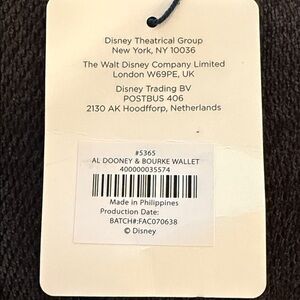 Disney Theatrical Group
New York, NY 10036
The Walt Disney Company Limited
London W69PE, UK
Disney Trading BV
POSTBUS 406
2130 AK Hoodfforp, Netherlands
#5365
AL DOONEY & BOURKE WALLET
400000035574
Made in Philippines
Production Date:
BATCH#:FAC070638
© Disney